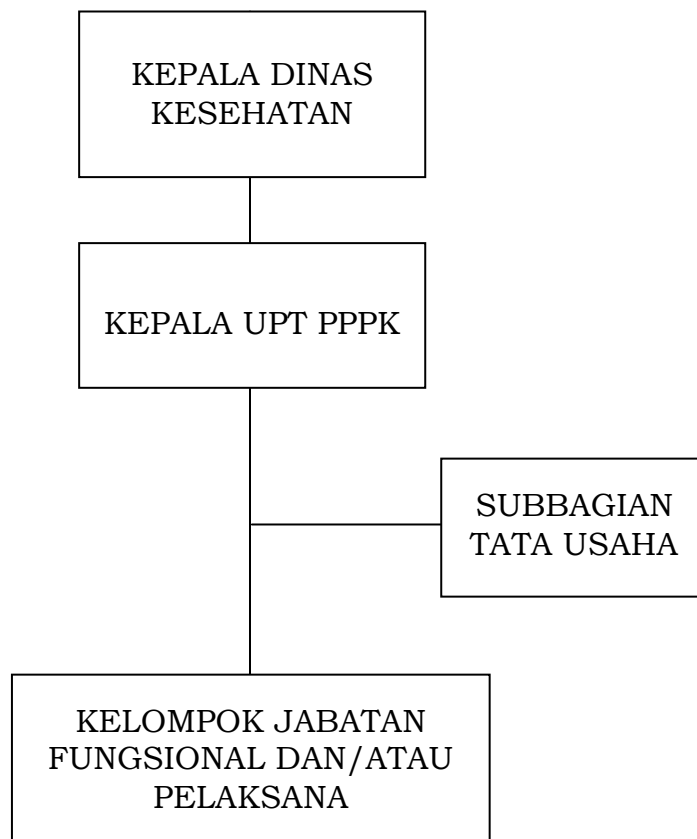 KEPALA DINAS
KESEHATAN
KEPALA UPT PPPK
SUBBAGIAN
TATA USAHA
KELOMPOK JABATAN
FUNGSIONAL DAN/ATAU
PELAKSANA